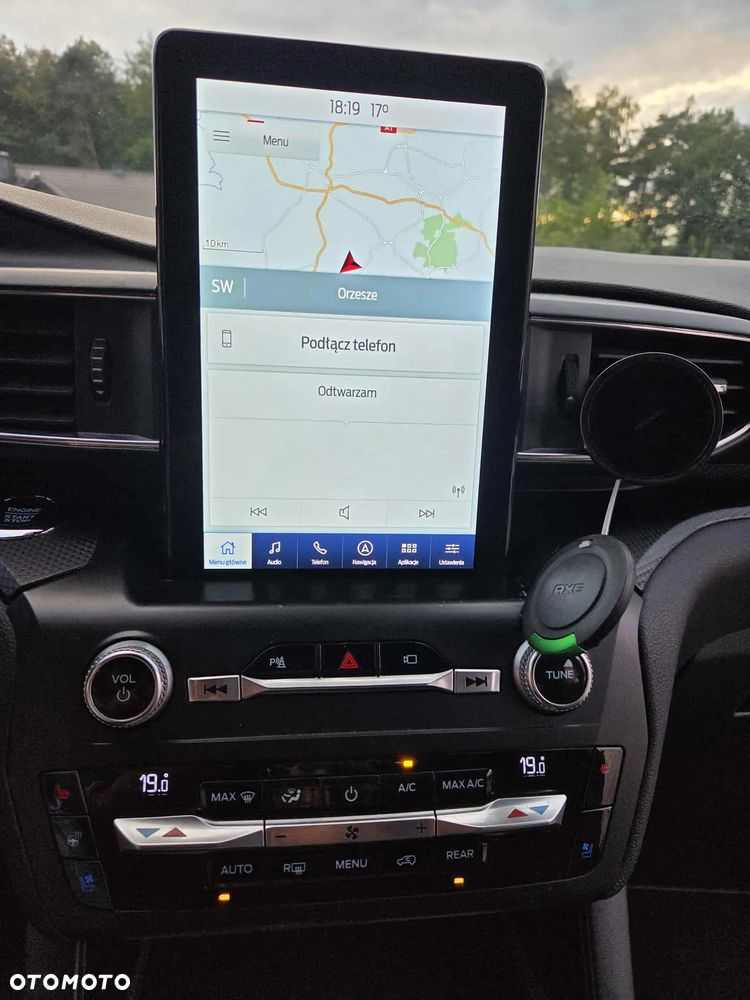 18:19 17°
Menu
A1
10 km
SW
Orzesze
Podłącz telefon
Odtwarzam
Menu główne
Audio
Telefon
Nawigacja
Aplikacje
Ustawienia
ENGINE
START
STOP
AXE
VOL
P
TUNE
19.0
19.0
MAX
A/C
MAX A/C
- +
AUTO
R
MENU
REAR
OTOMOTO